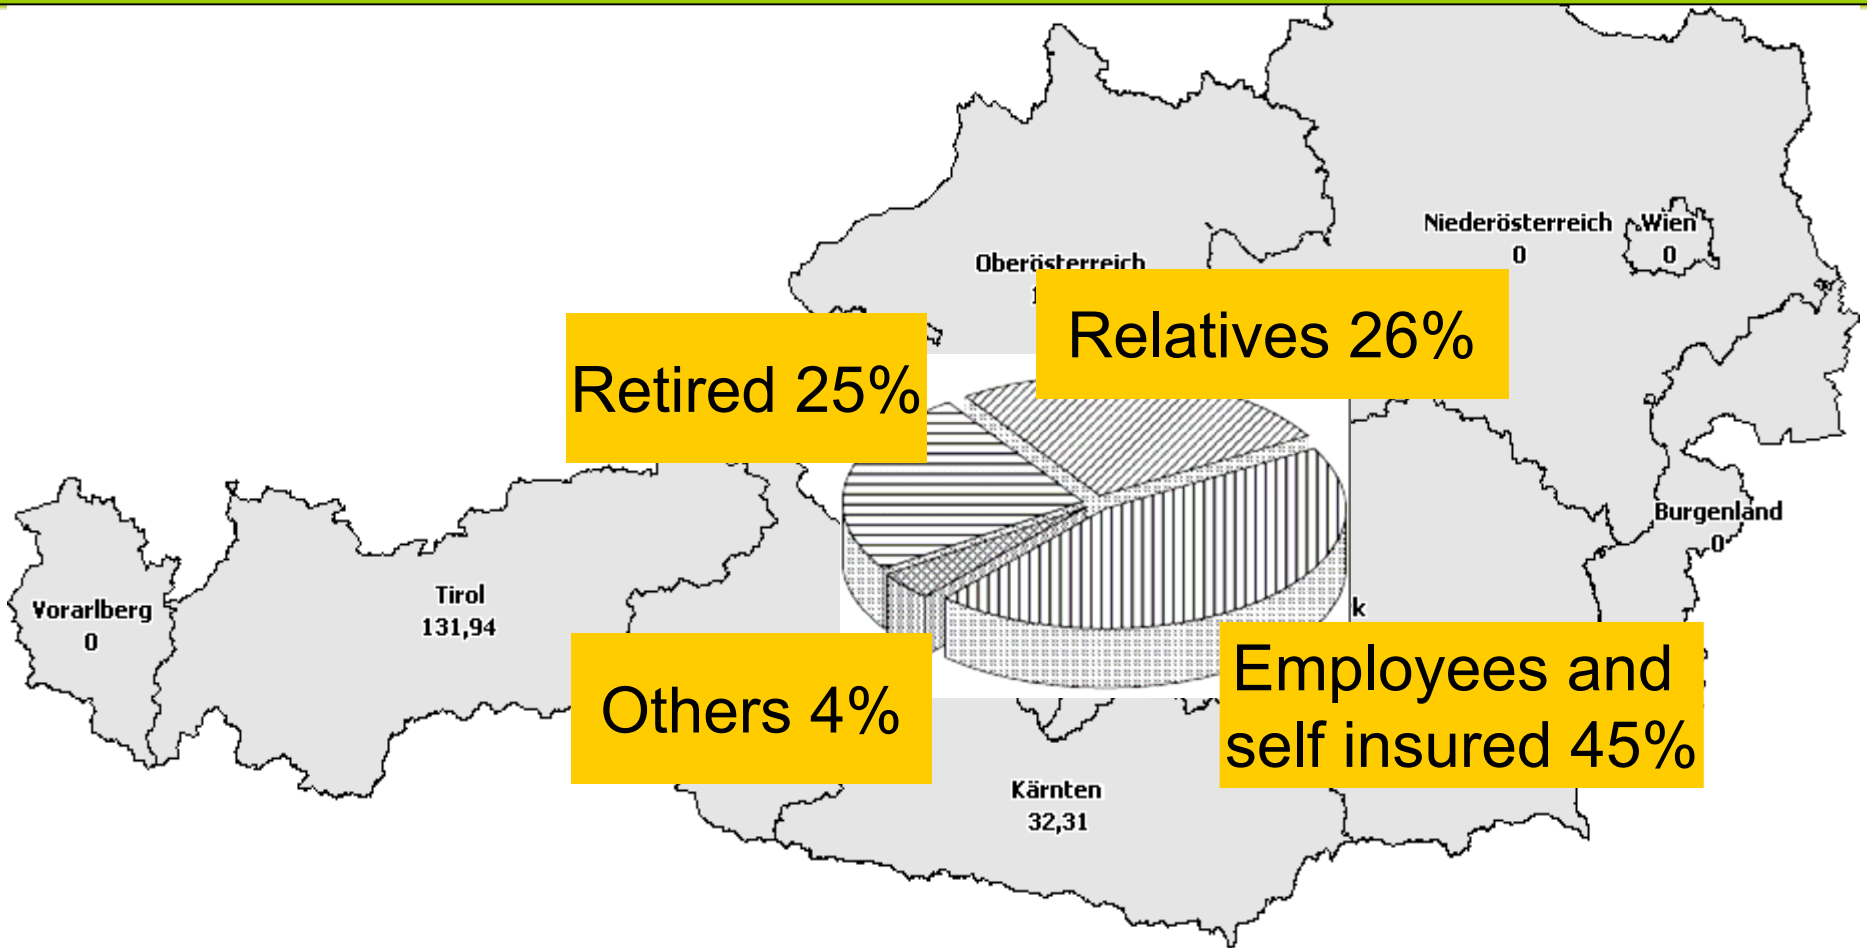 Niederösterreich
0
Wien
0
Oberösterreich
Relatives 26%
Retired 25%
Burgenland
0
Vorarlberg
0
Tirol
131,94
k
Others 4%
Employees and
self insured 45%
Kärnten
32,31